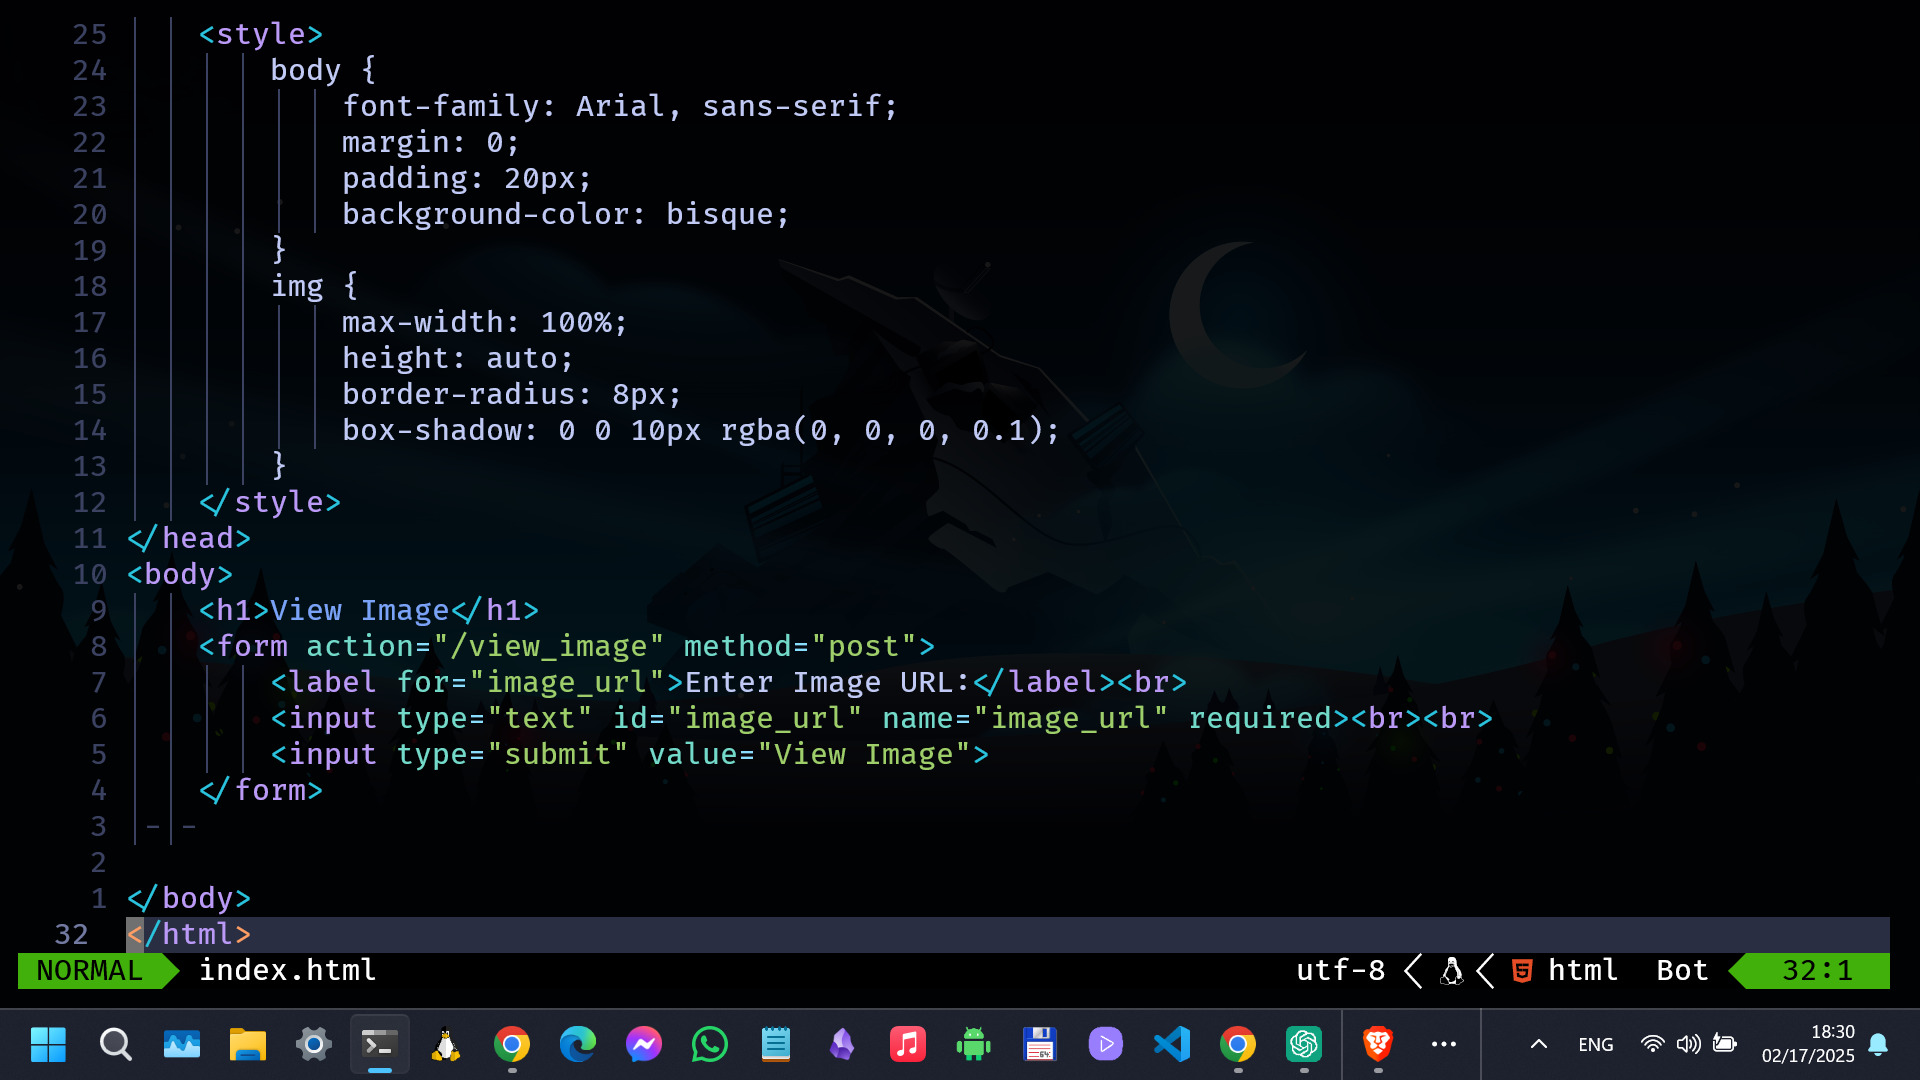 25 <style>
24 body {
23 font-family: Arial, sans-serif;
22 margin: 0;
21 padding: 20px;
20 background-color: bisque;
19 }
18 img {
17 max-width: 100%;
16 height: auto;
15 border-radius: 8px;
14 box-shadow: 0 0 10px rgba(0, 0, 0, 0.1);
13 }
12 </style>
11 </head>
10 <body>
9 <h1>View Image</h1>
8 <form action="/view_image" method="post">
7 <label for="image_url">Enter Image URL:</label><br>
6 <input type="text" id="image_url" name="image_url" required><br><br>
5 <input type="submit" value="View Image">
4 </form>
3 - -
2
1 </body>
32 </html>
NORMAL index.html utf-8 html Bot 32:1
64
ENG 18:30
02/17/2025